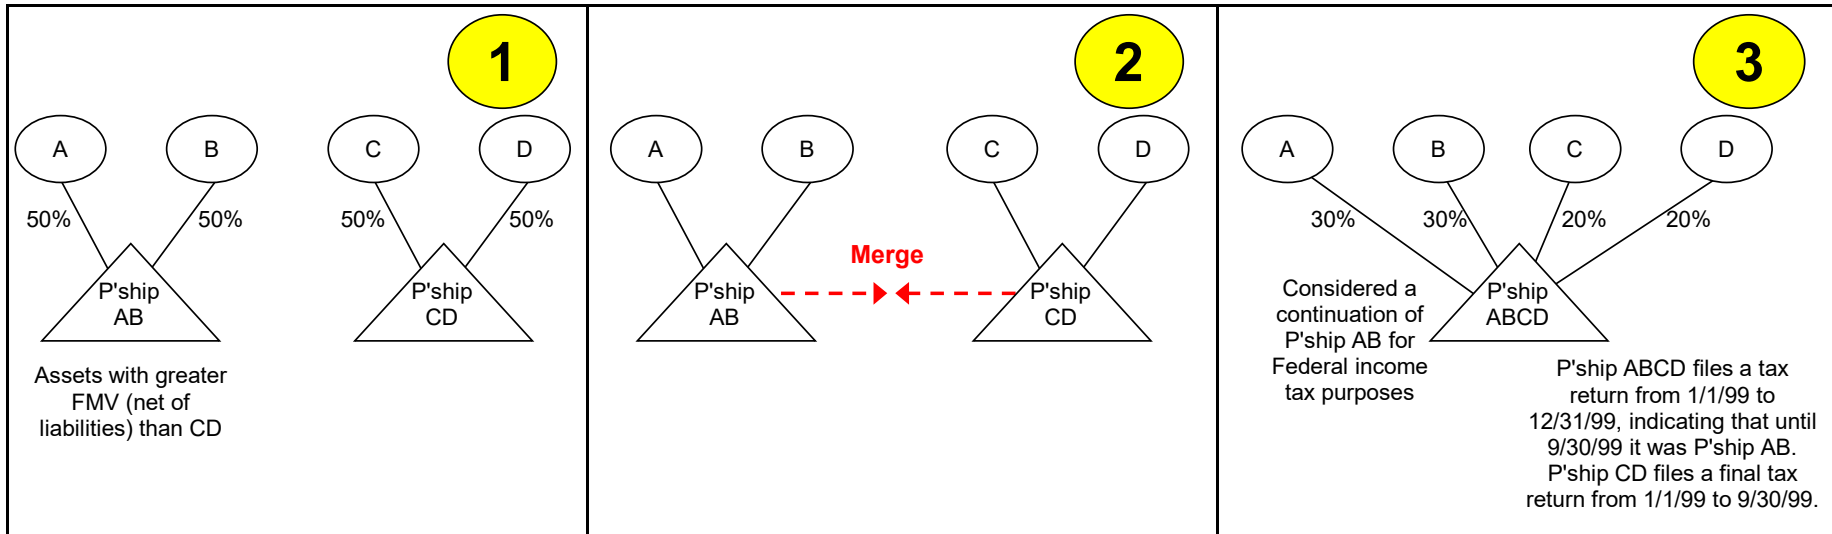 1
A
B
C
D
50%
50%
50%
50%
P'ship
AB
P'ship
CD
Assets with greater
FMV (net of
liabilities) than CD
2
A
B
C
D
Merge
P'ship
AB
P'ship
CD
3
A
B
C
D
30%
30%
20%
20%
Considered a
continuation of
P'ship AB for
Federal income
tax purposes
P'ship
ABCD
P'ship ABCD files a tax
return from 1/1/99 to
12/31/99, indicating that until
9/30/99 it was P'ship AB.
P'ship CD files a final tax
return from 1/1/99 to 9/30/99.